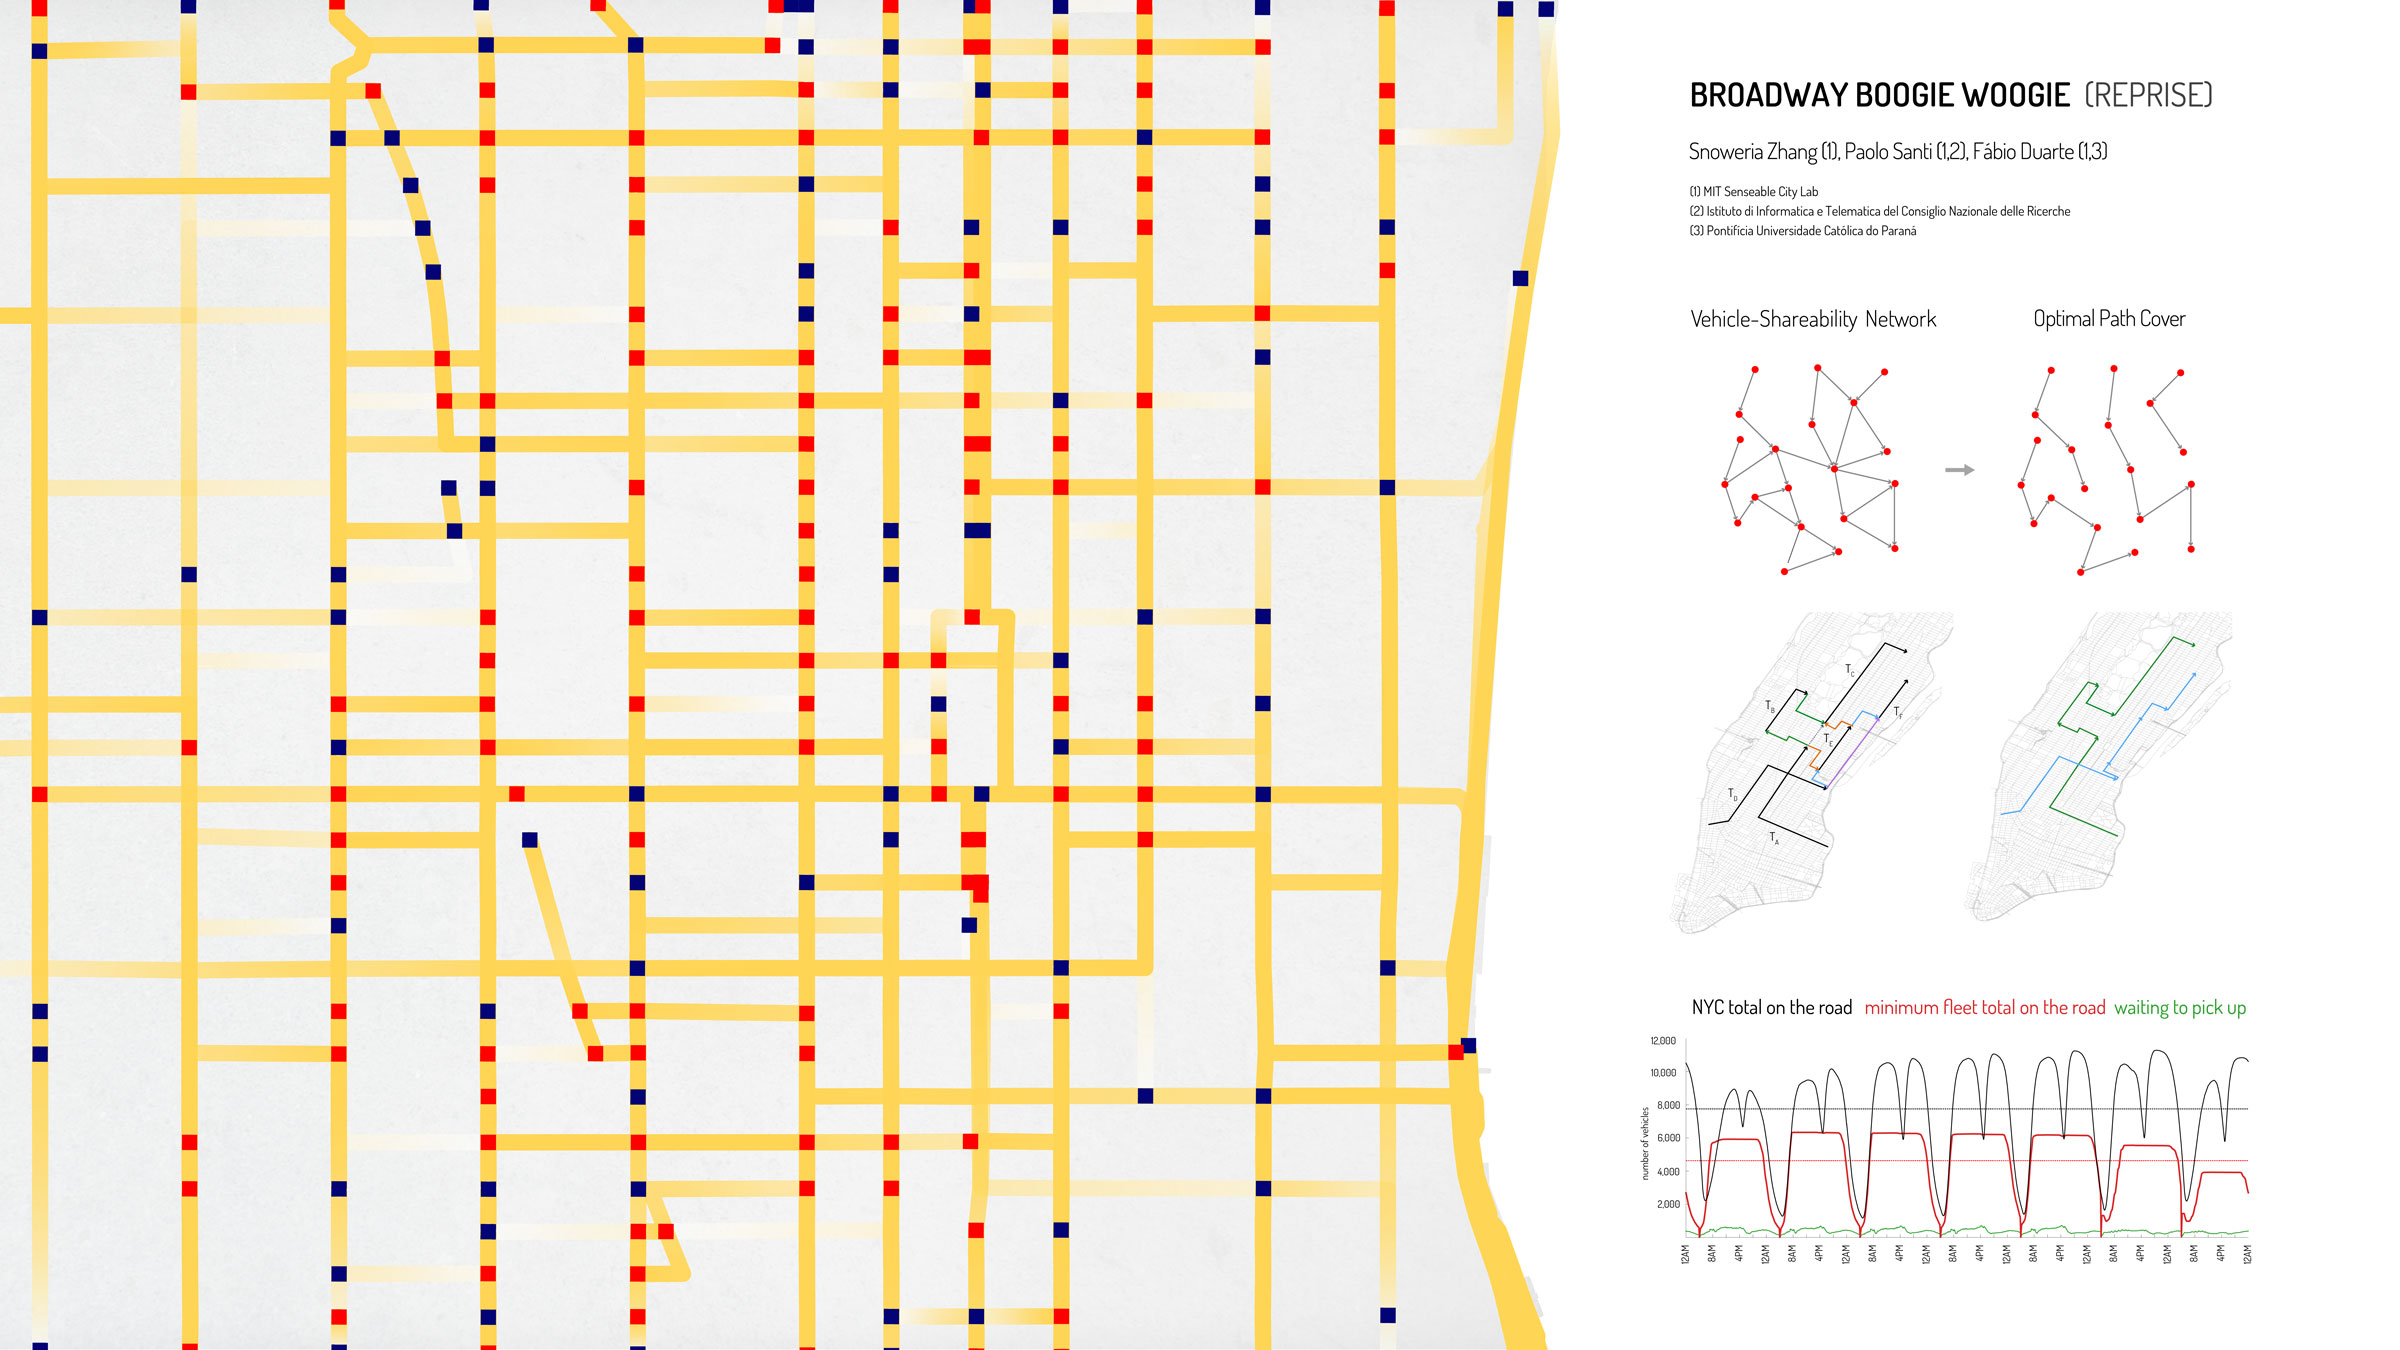 BROADWAY BOOGIE WOOGIE (REPRISE)
Snoweria Zhang (1), Paolo Santi (1,2), Fábio Duarte (1,3)
(1) MIT Senseable City Lab
(2) Istituto di Informatica e Telematica del Consiglio Nazionale delle Ricerche
(3) Pontifícia Universidade Católica do Paraná
Vehicle-Shareability Network
Optimal Path Cover
T_C
T_B
T_F
T_E
T_D
T_A
NYC total on the road minimum fleet total on the road waiting to pick up
number of vehicles
12,000
10,000
8,000
6,000
4,000
2,000
12AM 8AM 4PM 12AM 8AM 4PM 12AM 8AM 4PM 12AM 8AM 4PM 12AM 8AM 4PM 12AM 8AM 4PM 12AM 8AM 4PM 12AM